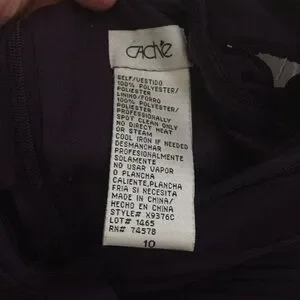 CACHE
SELF/VESTIDO
100% POLYESTER/
POLIESTER
LINING/FORRO
100% POLYESTER/
POLIESTER
PROFESSIONALLY
SPOT CLEAN ONLY
NO DIRECT HEAT
OR STEAM
COOL IRON IF NEEDED
DESMANCHAR
PROFESSIONALMENTE
SOLAMENTE
NO USAR VAPOR
O PLANCHA
CALIENTE,PLANCHA
FRIA SI NECESITA
MADE IN CHINA/
HECHO EN CHINA
STYLE# X9376C
LOT# 1465
RN# 74578
10